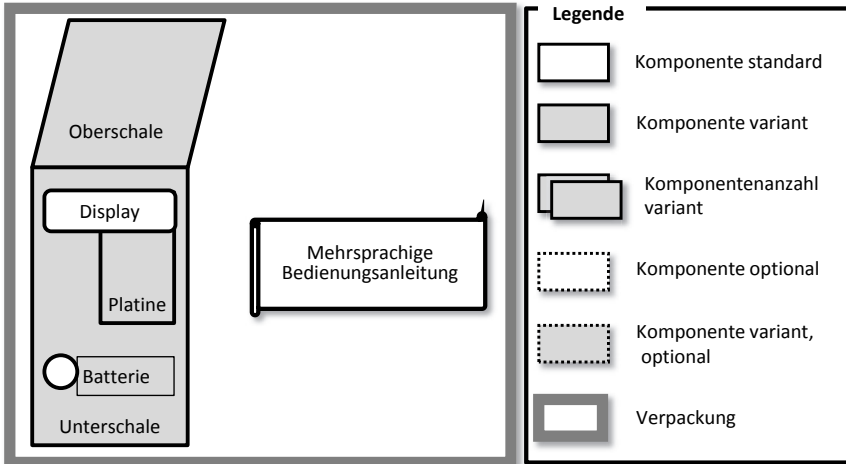 Oberschale
Display
Platine
Batterie
Unterschale
Mehrsprachige
Bedienungsanleitung
Legende
Komponente standard
Komponente variant
Komponentenanzahl
variant
Komponente optional
Komponente variant,
optional
Verpackung